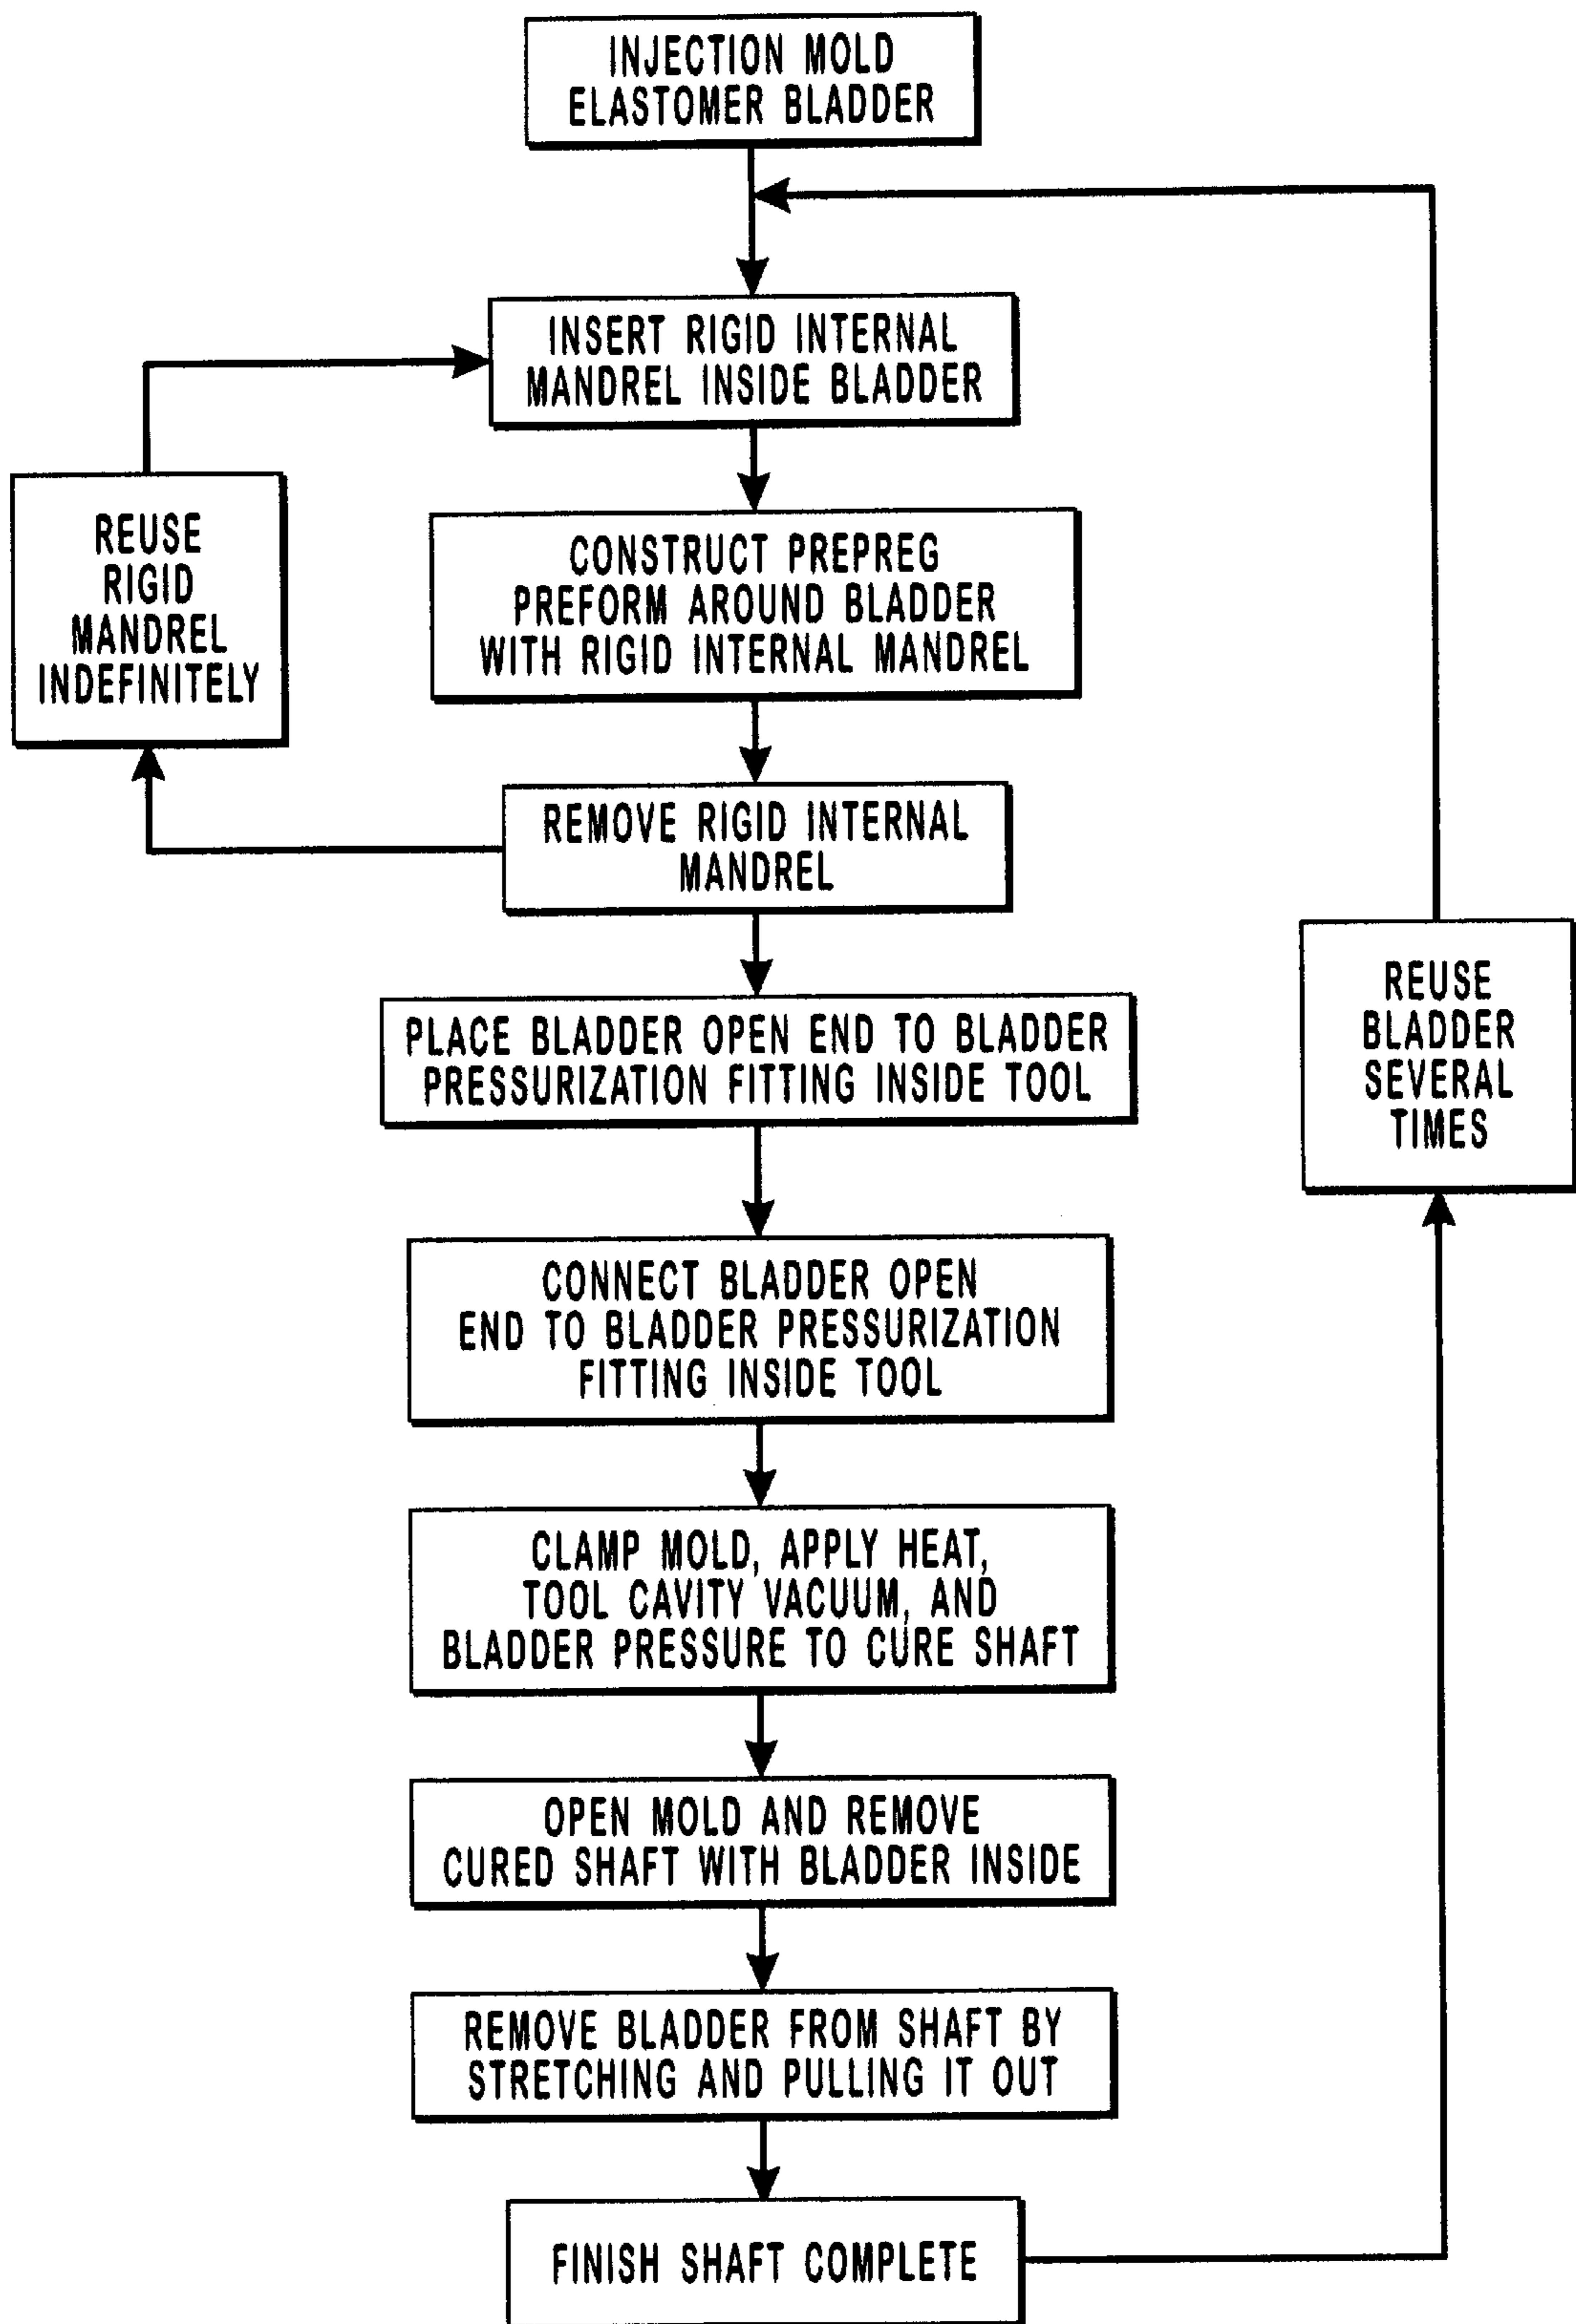 INJECTION MOLD
ELASTOMER BLADDER
INSERT RIGID INTERNAL
MANDREL INSIDE BLADDER
REUSE
RIGID
MANDREL
INDEFINITELY
CONSTRUCT PREPREG
PREFORM AROUND BLADDER
WITH RIGID INTERNAL MANDREL
REMOVE RIGID INTERNAL
MANDREL
PLACE BLADDER OPEN END TO BLADDER
PRESSURIZATION FITTING INSIDE TOOL
REUSE
BLADDER
SEVERAL
TIMES
CONNECT BLADDER OPEN
END TO BLADDER PRESSURIZATION
FITTING INSIDE TOOL
CLAMP MOLD, APPLY HEAT,
TOOL CAVITY VACUUM, AND
BLADDER PRESSURE TO CURE SHAFT
OPEN MOLD AND REMOVE
CURED SHAFT WITH BLADDER INSIDE
REMOVE BLADDER FROM SHAFT BY
STRETCHING AND PULLING IT OUT
FINISH SHAFT COMPLETE